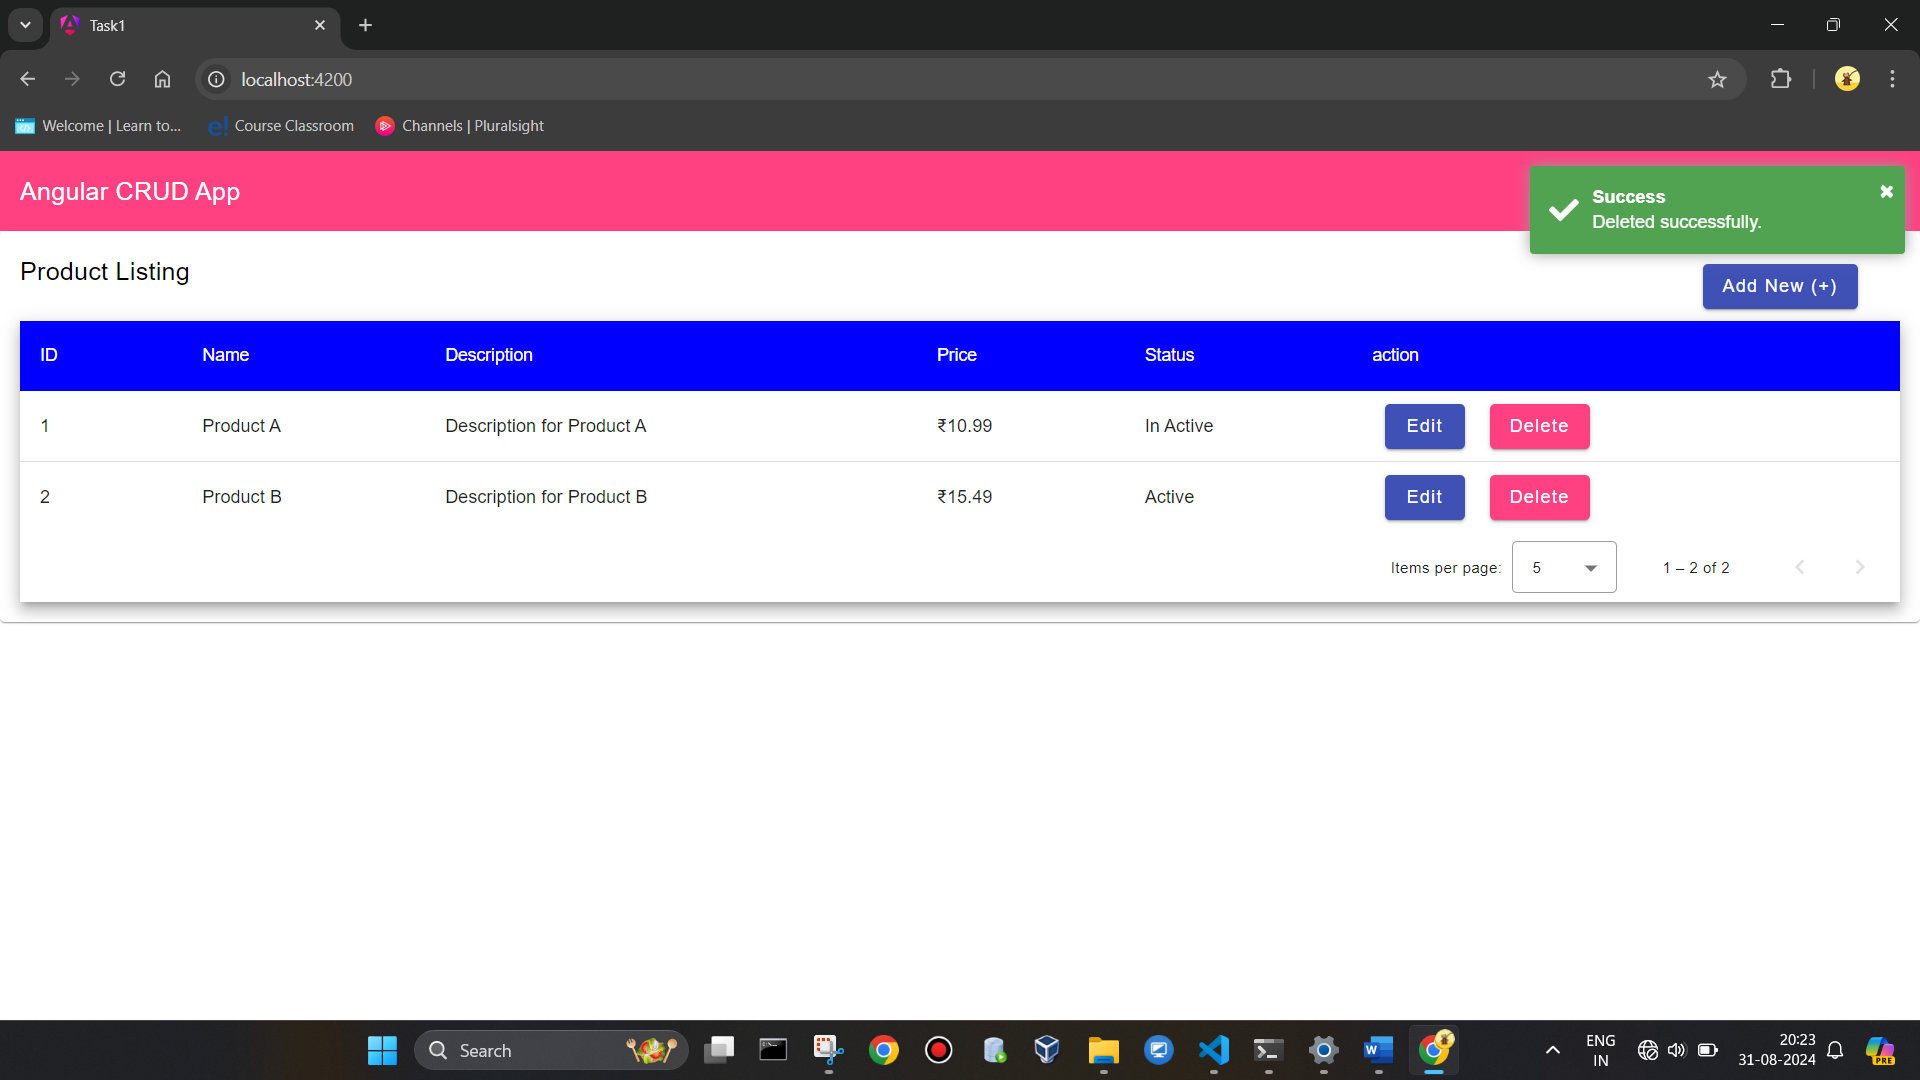 Task1
localhost:4200
Welcome | Learn to...
e! Course Classroom
Channels | Pluralsight
Angular CRUD App
Success
Deleted successfully.
Product Listing
Add New (+)
ID Name Description Price Status action
1 Product A Description for Product A ₹10.99 In Active Edit Delete
2 Product B Description for Product B ₹15.49 Active Edit Delete
Items per page: 5 1 – 2 of 2
Search
ENG
IN
20:23
31-08-2024
W
PRE